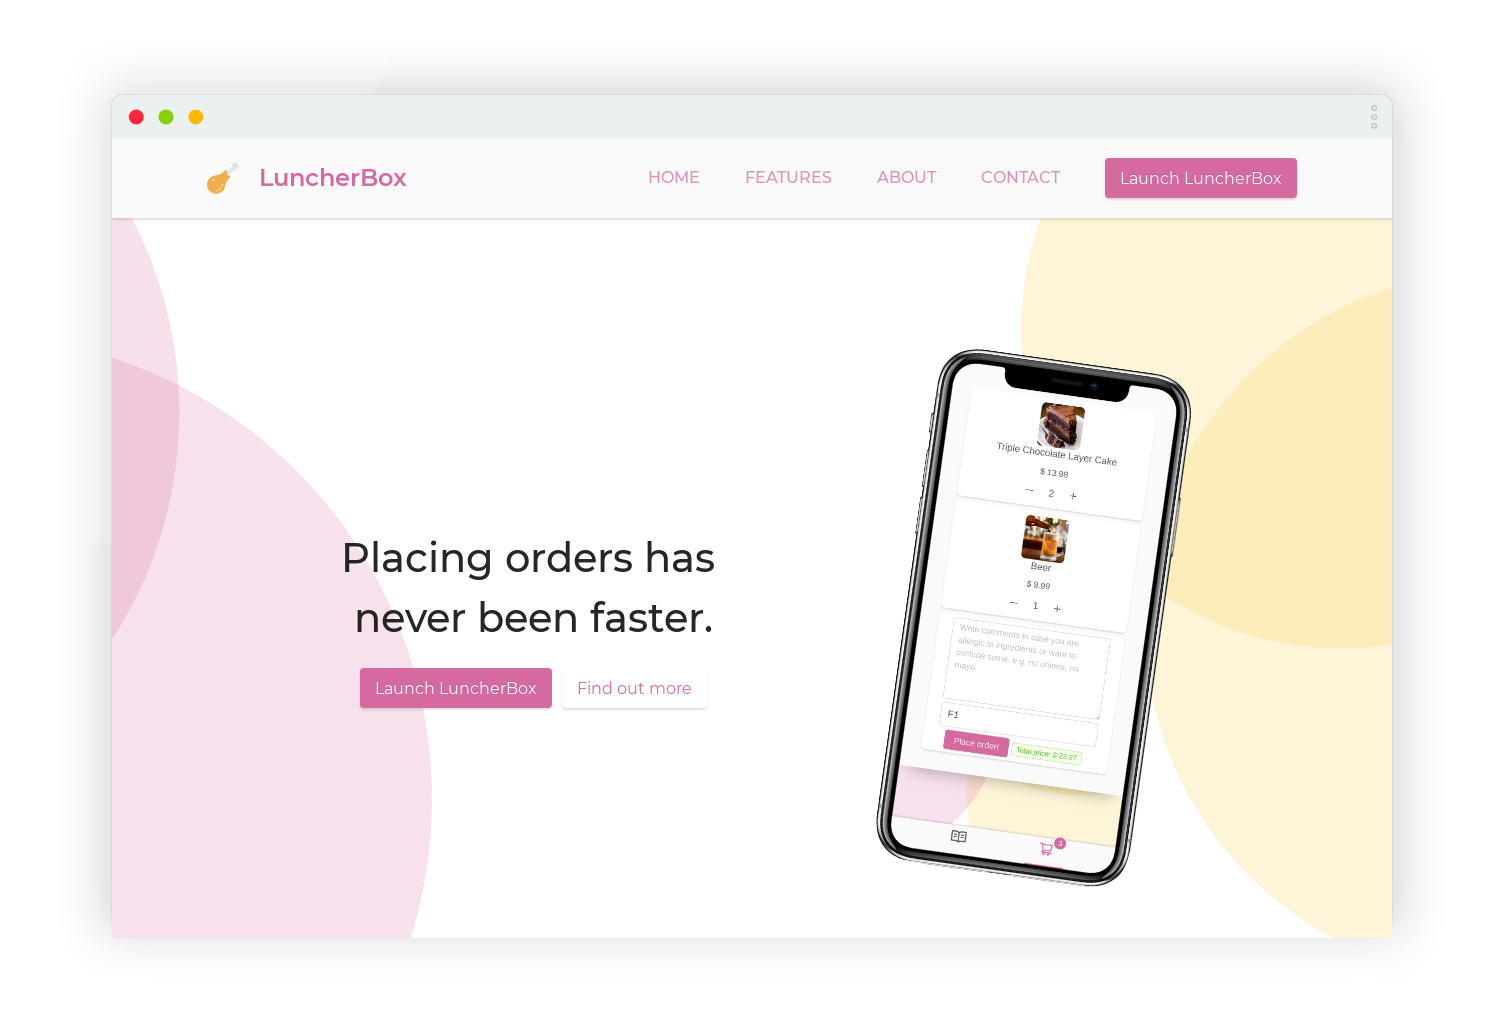 LuncherBox
HOME
FEATURES
ABOUT
CONTACT
Launch LuncherBox
Placing orders has
never been faster.
Launch LuncherBox
Find out more
Triple Chocolate Layer Cake
$ 13.98
— 2 +
Beer
$ 9.99
— 1 +
Write comments in case you are
allergic to ingredients or want to
exclude some. e.g. no onions, no
mayo.
F1
Place order!
Total price: $ 23.97
3